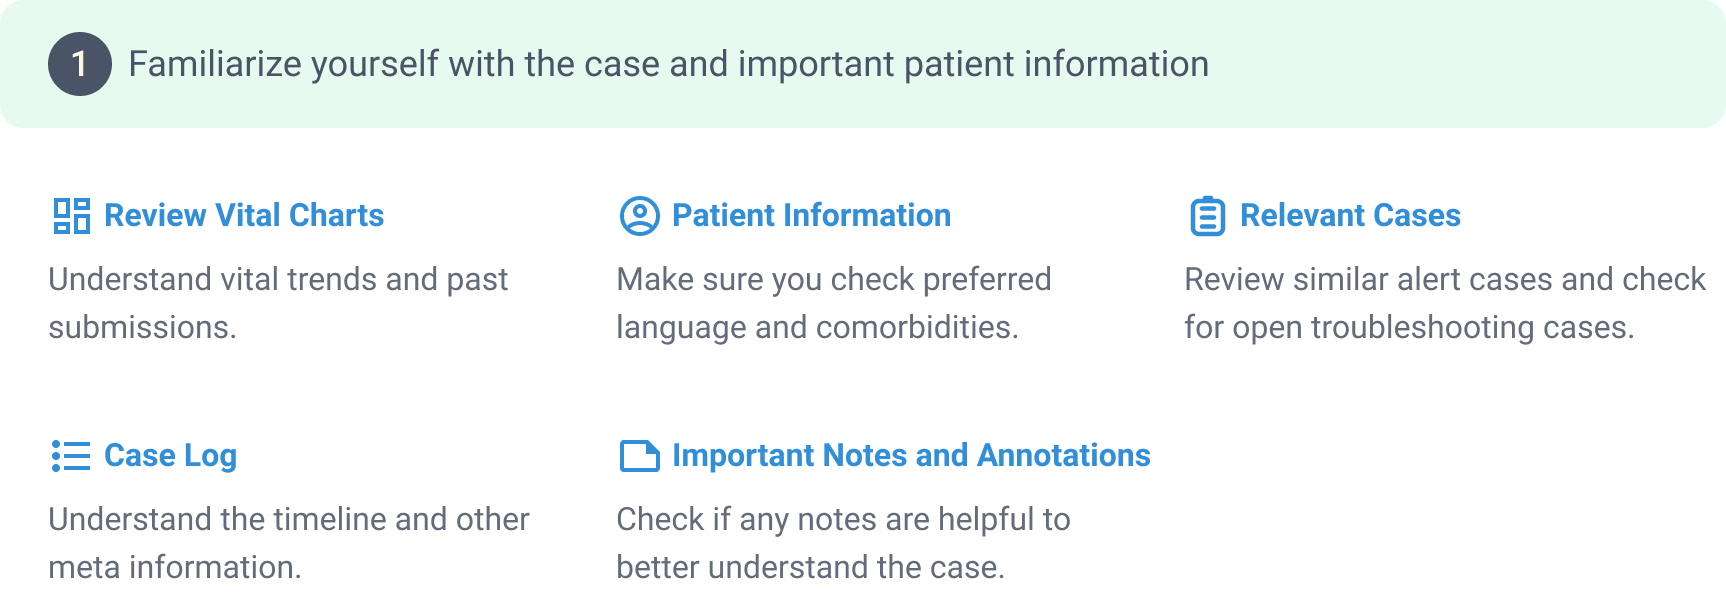 1 Familiarize yourself with the case and important patient information
Review Vital Charts
Understand vital trends and past
submissions.
Patient Information
Make sure you check preferred
language and comorbidities.
Relevant Cases
Review similar alert cases and check
for open troubleshooting cases.
Case Log
Understand the timeline and other
meta information.
Important Notes and Annotations
Check if any notes are helpful to
better understand the case.